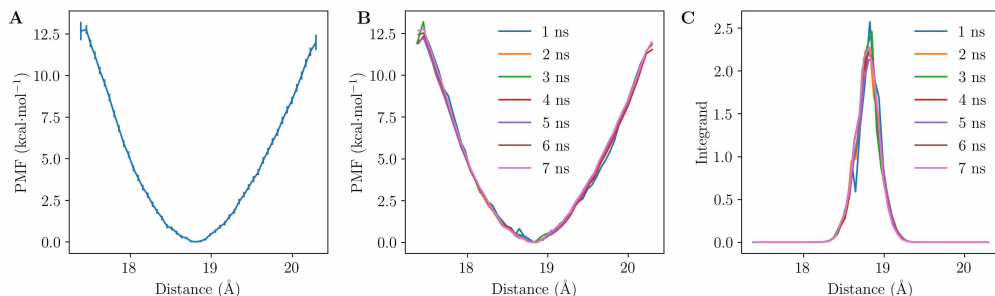 A
PMF (kcal·mol⁻¹)
12.5
10.0
7.5
5.0
2.5
0.0
18
19
20
Distance (Å)
B
PMF (kcal·mol⁻¹)
12.5
10.0
7.5
5.0
2.5
0.0
1 ns
2 ns
3 ns
4 ns
5 ns
6 ns
7 ns
18
19
20
Distance (Å)
C
Integrand
2.5
2.0
1.5
1.0
0.5
0.0
1 ns
2 ns
3 ns
4 ns
5 ns
6 ns
7 ns
18
19
20
Distance (Å)